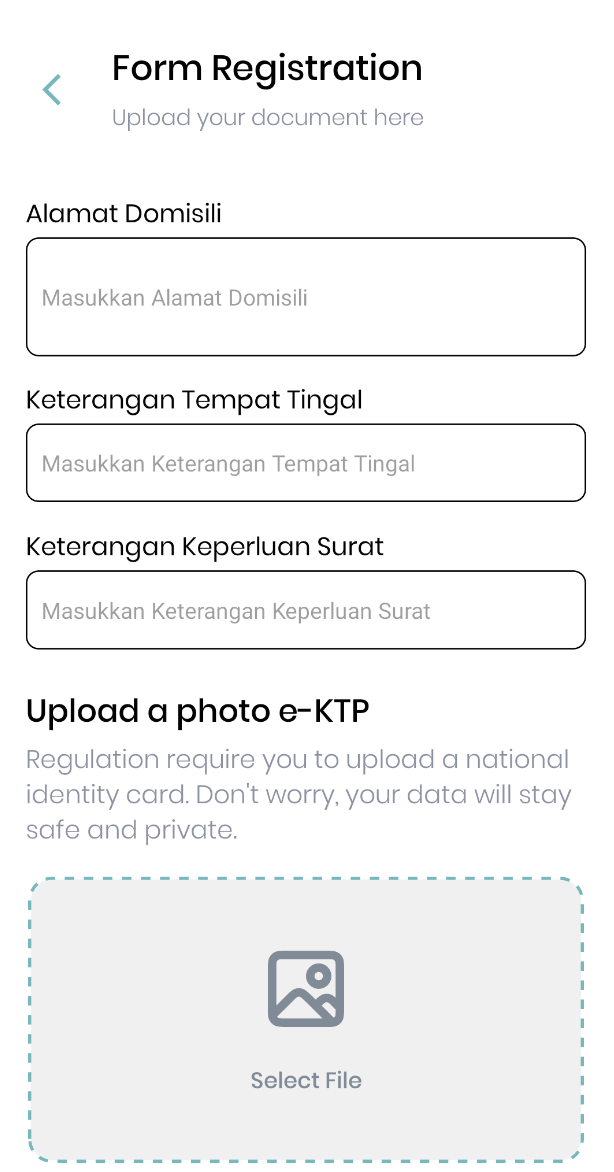 Form Registration
Upload your document here
Alamat Domisili
Masukkan Alamat Domisili
Keterangan Tempat Tingal
Masukkan Keterangan Tempat Tingal
Keterangan Keperluan Surat
Masukkan Keterangan Keperluan Surat
Upload a photo e-KTP
Regulation require you to upload a national
identity card. Don't worry, your data will stay
safe and private.
Select File